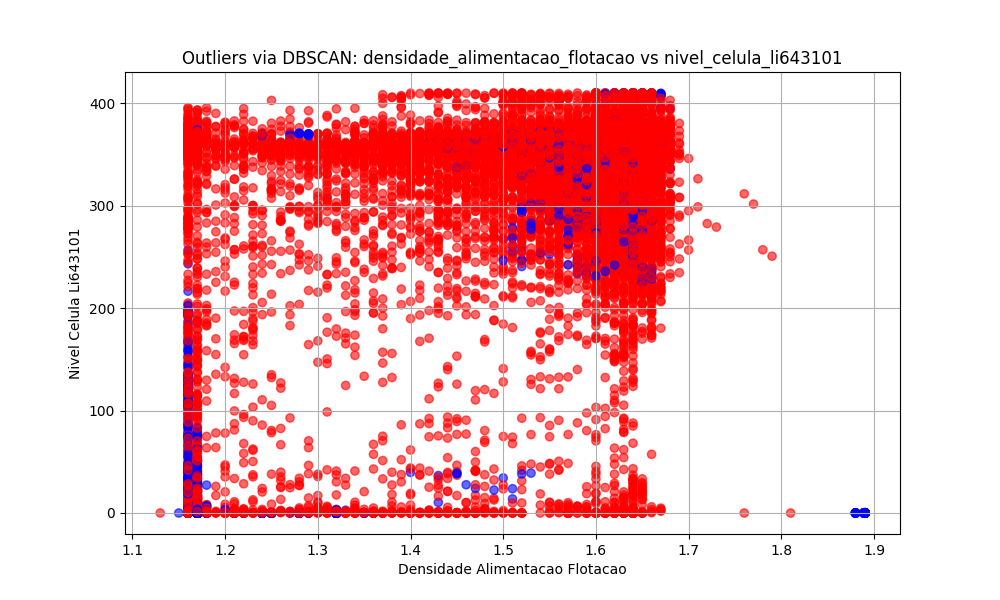 Outliers via DBSCAN: densidade_alimentacao_flotacao vs nivel_celula_li643101
400
300
200
100
0
Nivel Celula Li643101
1.1 1.2 1.3 1.4 1.5 1.6 1.7 1.8 1.9
Densidade Alimentacao Flotacao